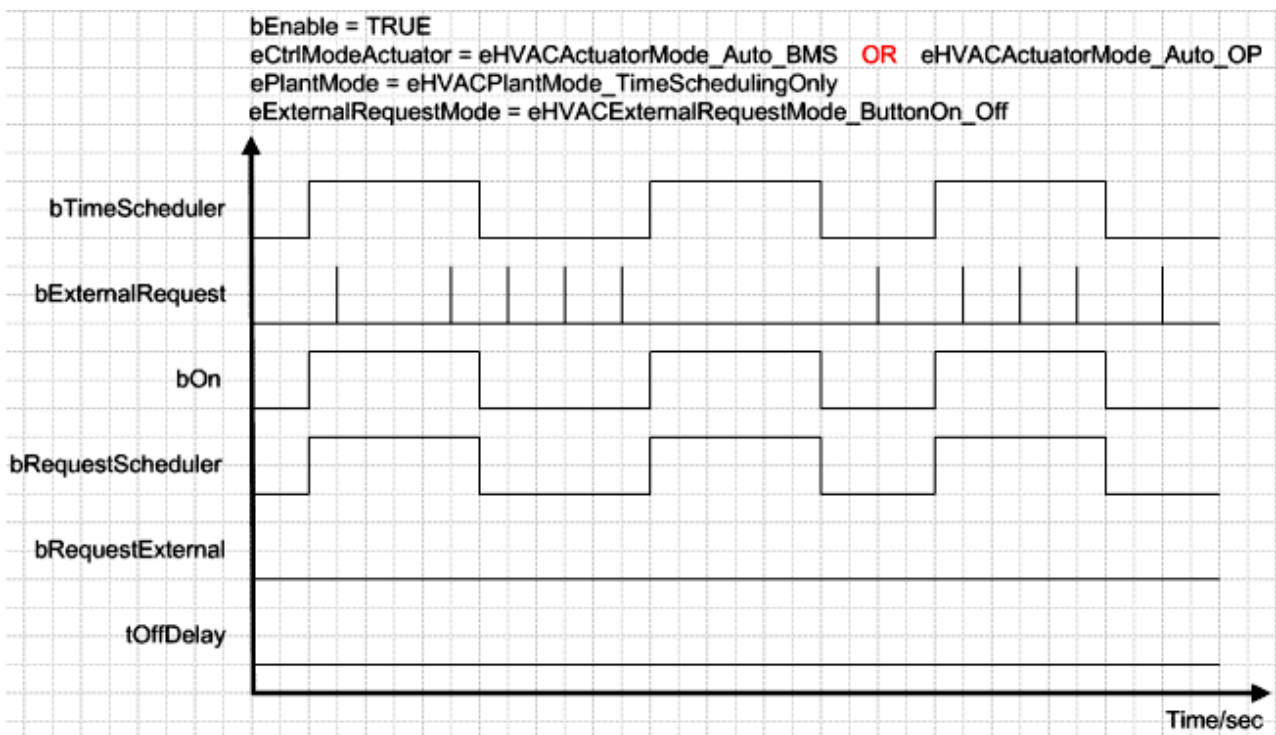 bEnable = TRUE
eCtrlModeActuator = eHVACActuatorMode_Auto_BMS OR eHVACActuatorMode_Auto_OP
ePlantMode = eHVACPlantMode_TimeSchedulingOnly
eExternalRequestMode = eHVACExternalRequestMode_ButtonOn_Off
bTimeScheduler
bExternalRequest
bOn
bRequestScheduler
bRequestExternal
tOffDelay
Time/sec